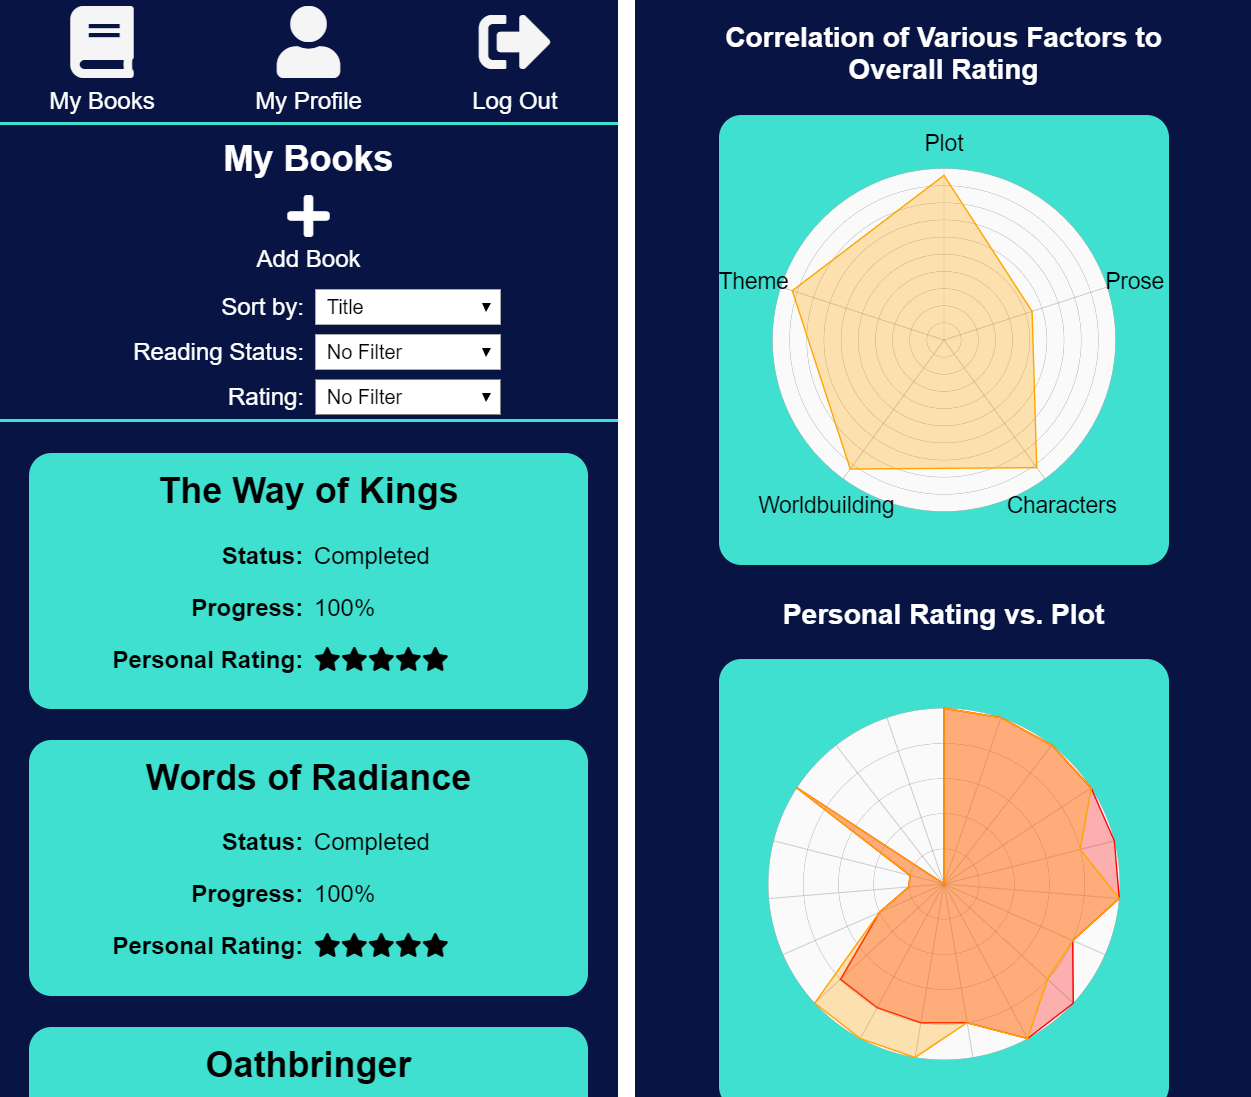 My Books
My Profile
Log Out
My Books
Add Book
Sort by: Title
Reading Status: No Filter
Rating: No Filter
The Way of Kings
Status: Completed
Progress: 100%
Personal Rating:
Words of Radiance
Status: Completed
Progress: 100%
Personal Rating:
Oathbringer
Correlation of Various Factors to
Overall Rating
Plot
Theme
Prose
Worldbuilding
Characters
Personal Rating vs. Plot